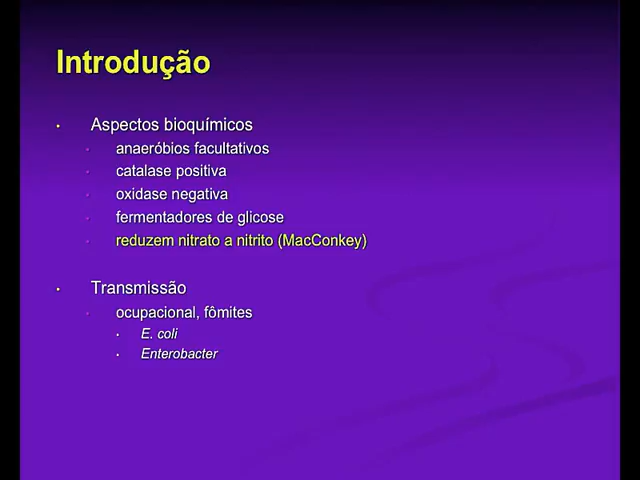 Introdução
Aspectos bioquímicos
anaeróbios facultativos
catalase positiva
oxidase negativa
fermentadores de glicose
reduzem nitrato a nitrito (MacConkey)
Transmissão
ocupacional, fômites
E. coli
Enterobacter